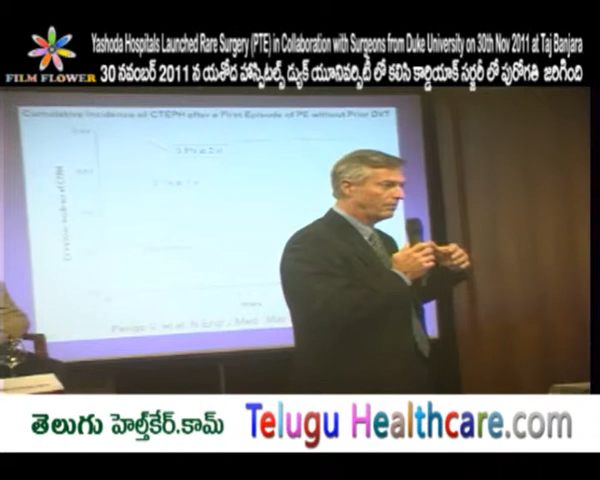 Yashoda Hospitals Launched Rare Surgery (PTE) in Collaboration with Surgeons from Duke University on 30th Nov 2011 at Taj Banjara
30 నవంబర్ 2011 న యశోద హాస్పిటల్స్ డ్యుక్ యూనివర్సిటీ లో కలిసి కార్డియాక్ సర్జరీ లో పురోగతి జరిగింది
FILM FLOWER
Cumulative Incidence of CTEPH after a First Episode of PE without Prior DVT
తెలుగు హెల్త్‌కేర్.కామ్
Telugu Healthcare.com